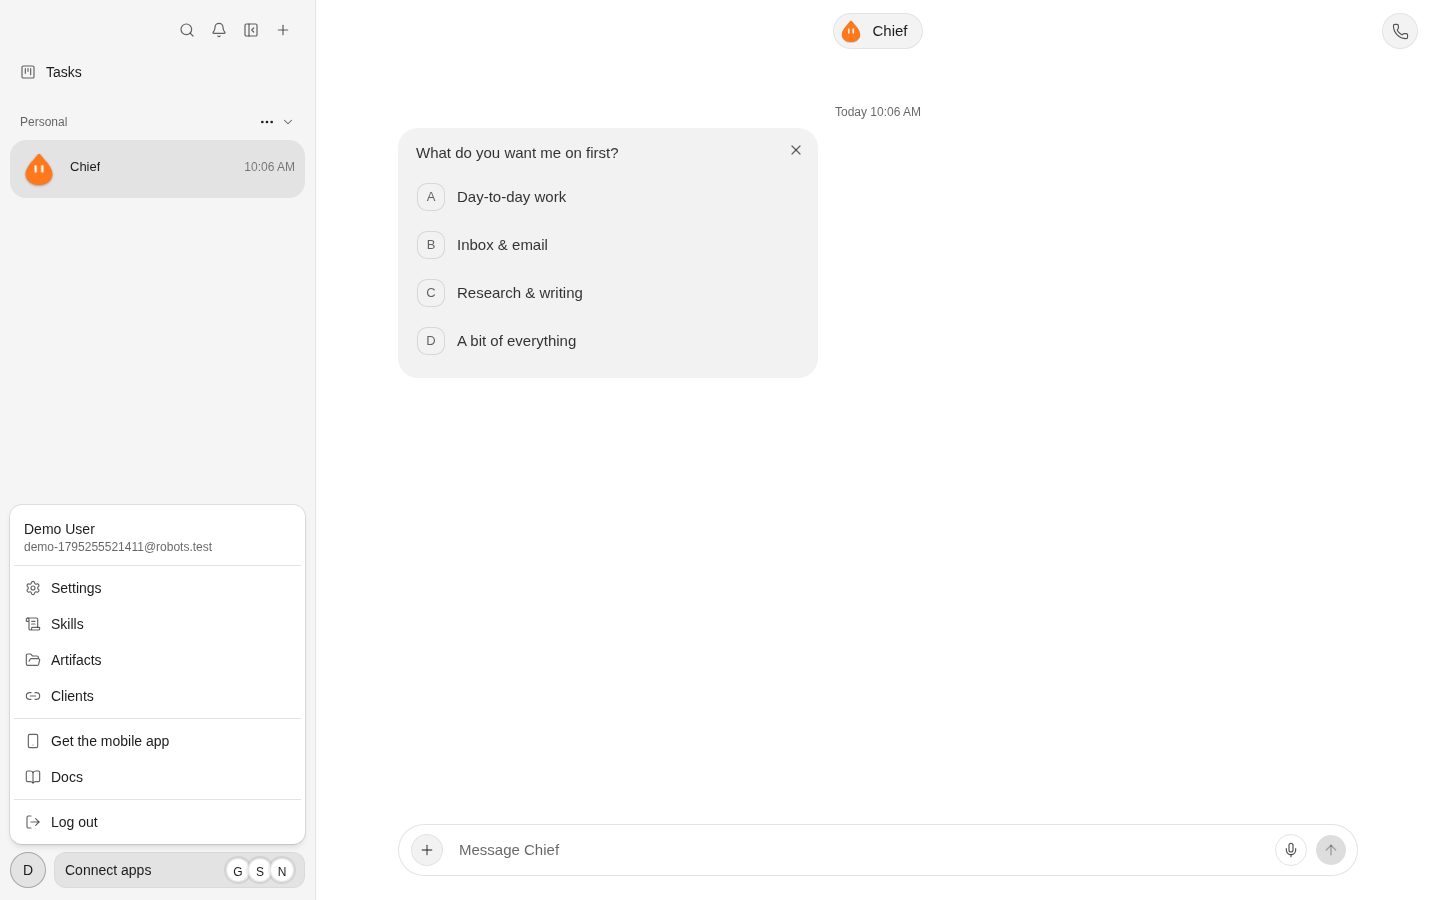 Tasks
Personal
Chief
10:06 AM
Demo User
demo-1795255521411@robots.test
Settings
Skills
Artifacts
Clients
Get the mobile app
Docs
Log out
D
Connect apps
G S N
Chief
Today 10:06 AM
What do you want me on first?
A Day-to-day work
B Inbox & email
C Research & writing
D A bit of everything
Message Chief